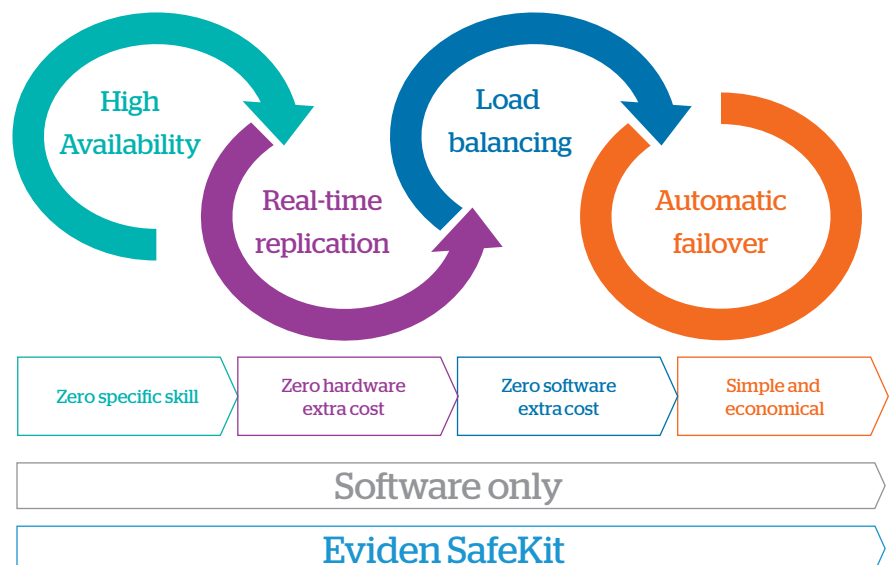 High
Availability
Real-time
replication
Load
balancing
Automatic
failover
Zero specific skill
Zero hardware
extra cost
Zero software
extra cost
Simple and
economical
Software only
Eviden SafeKit